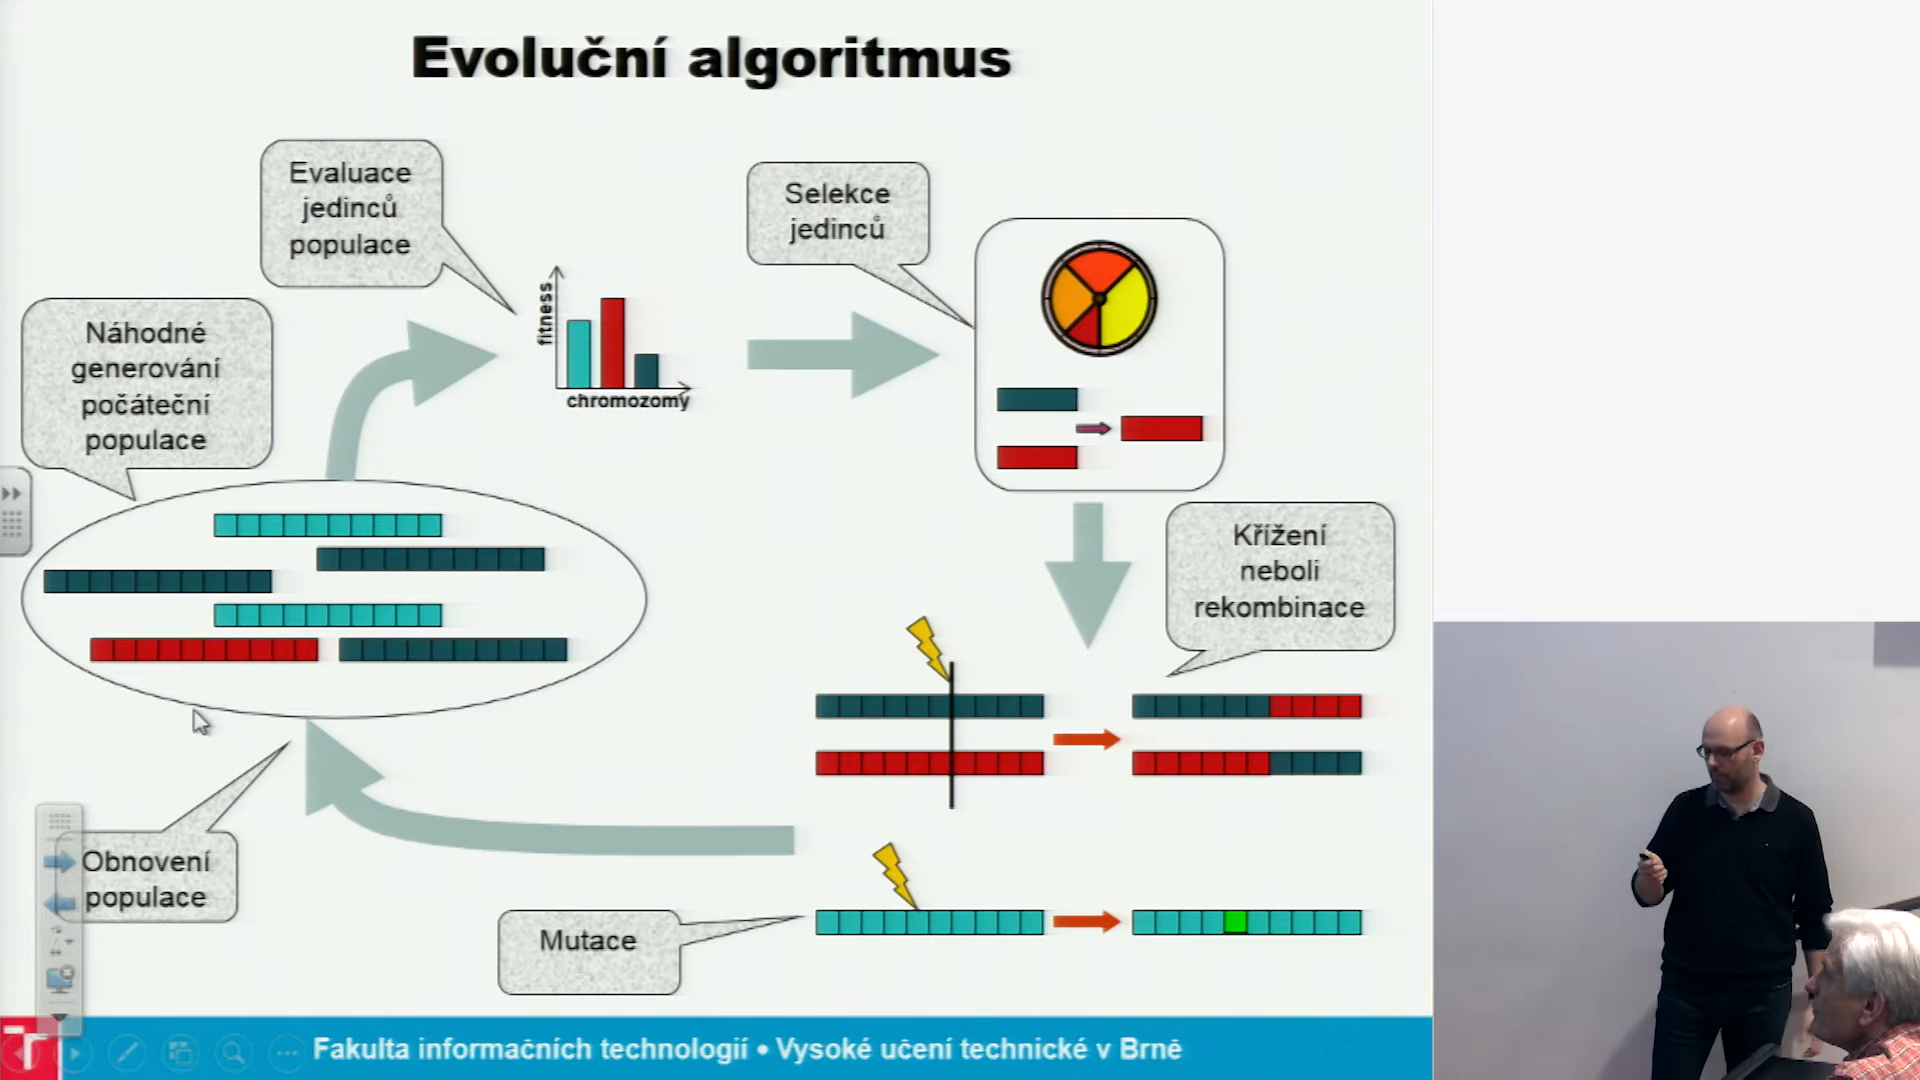 Evoluční algoritmus
Evaluace
jedinců
populace
Selekce
jedinců
Náhodné
generování
počáteční
populace
fitness
chromozomy
Křížení
neboli
rekombinace
Obnovení
populace
Mutace
Fakulta informačních technologií • Vysoké učení technické v Brně